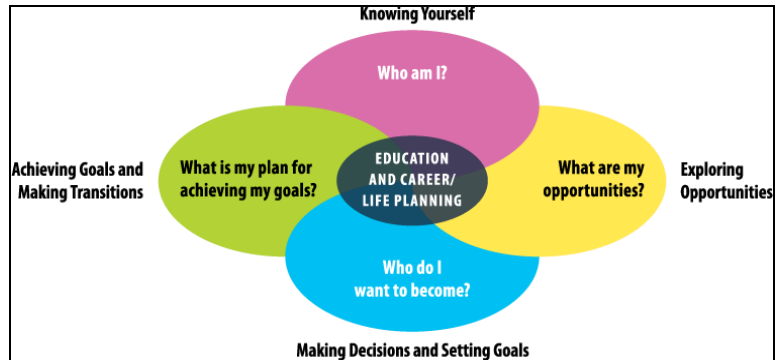 Knowing Yourself
Who am I?
Achieving Goals and
Making Transitions
What is my plan for
achieving my goals?
EDUCATION
AND CAREER/
LIFE PLANNING
What are my
opportunities?
Exploring
Opportunities
Who do I
want to become?
Making Decisions and Setting Goals